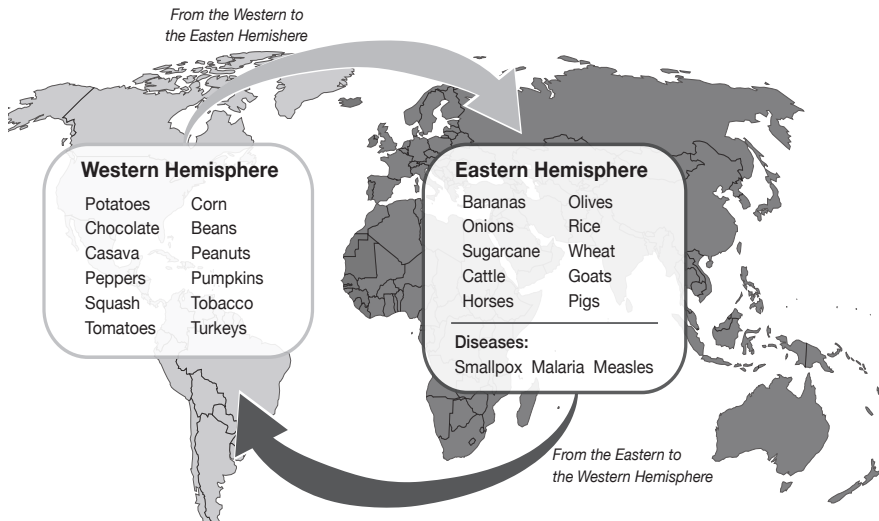 From the Western to
the Easten Hemishere
Western Hemisphere
Potatoes Corn
Chocolate Beans
Casava Peanuts
Peppers Pumpkins
Squash Tobacco
Tomatoes Turkeys
Eastern Hemisphere
Bananas Olives
Onions Rice
Sugarcane Wheat
Cattle Goats
Horses Pigs
Diseases:
Smallpox Malaria Measles
From the Eastern to
the Western Hemisphere